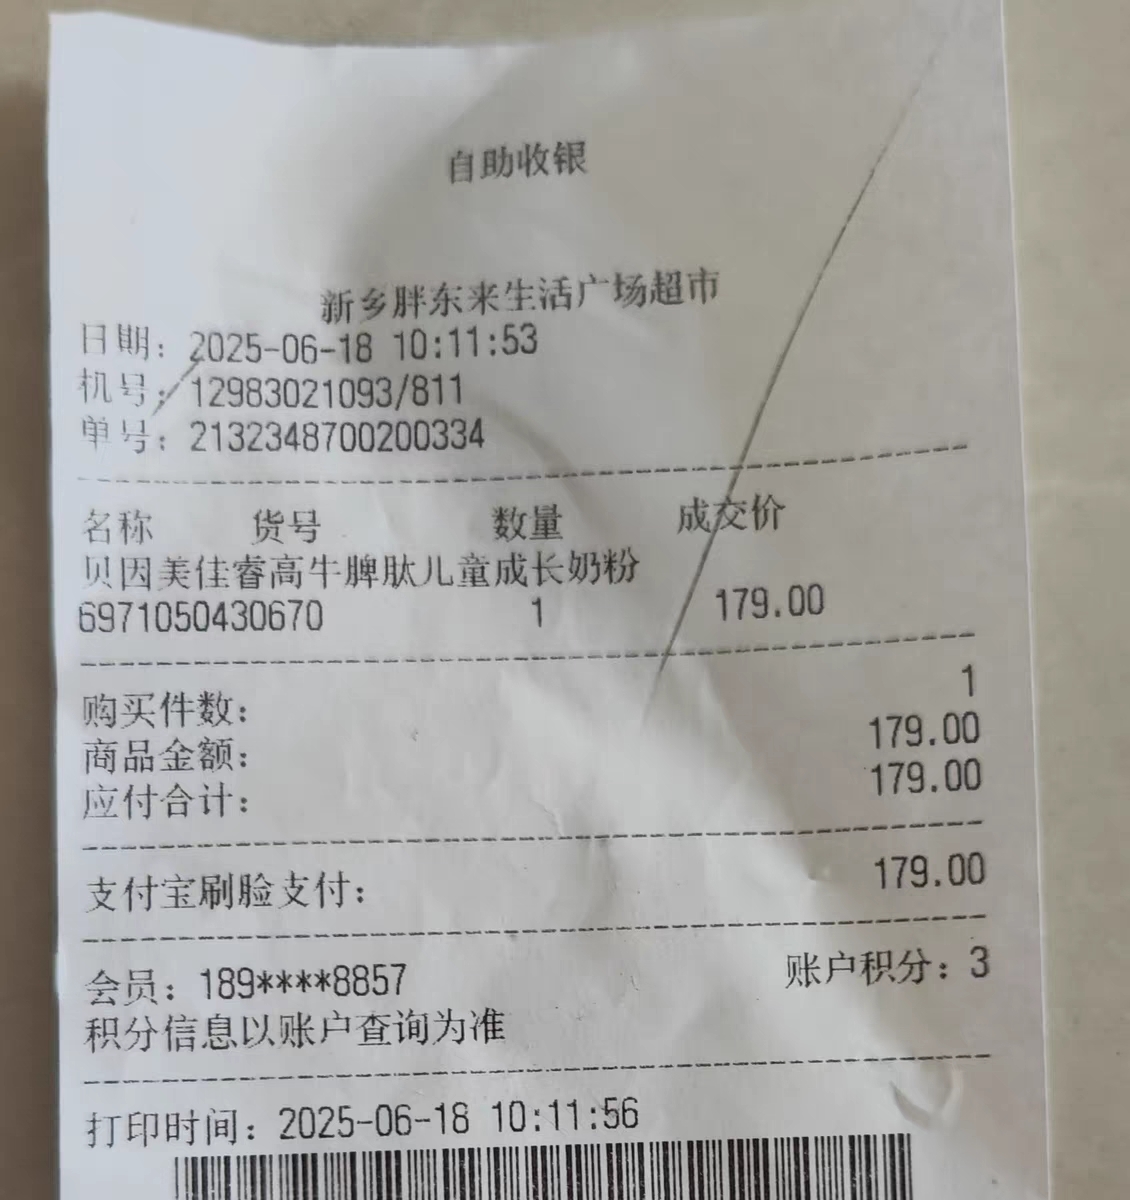 自助收银
新乡胖东来生活广场超市
日期：2025-06-18 10:11:53
机号：12983021093/811
单号：2132348700200334
名称 货号 数量 成交价
贝因美佳睿高牛脾肽儿童成长奶粉
6971050430670 1 179.00
购买件数： 1
商品金额： 179.00
应付合计： 179.00
支付宝刷脸支付： 179.00
会员：189****8857 账户积分：3
积分信息以账户查询为准
打印时间：2025-06-18 10:11:56